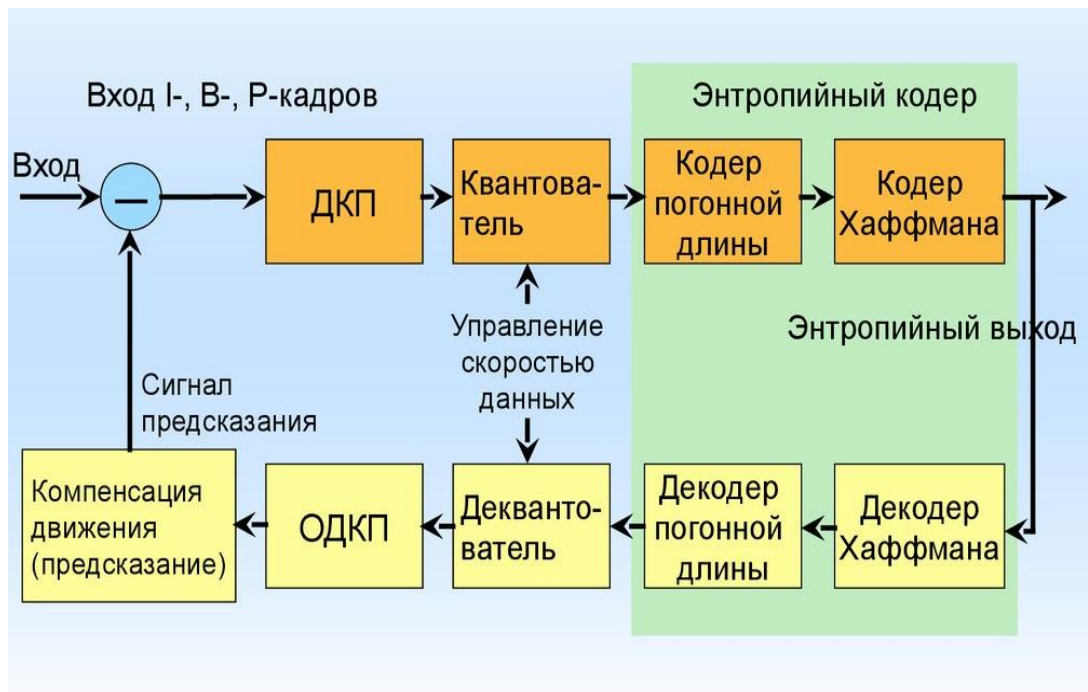 Вход I-, B-, P-кадров
Энтропийный кодер
Вход
–
ДКП
Квантова-
тель
Кодер
погонной
длины
Кодер
Хаффмана
Управление
скоростью
данных
Энтропийный выход
Сигнал
предсказания
Компенсация
движения
(предсказание)
ОДКП
Деквантo-
ватель
Декодер
погонной
длины
Декодер
Хаффмана